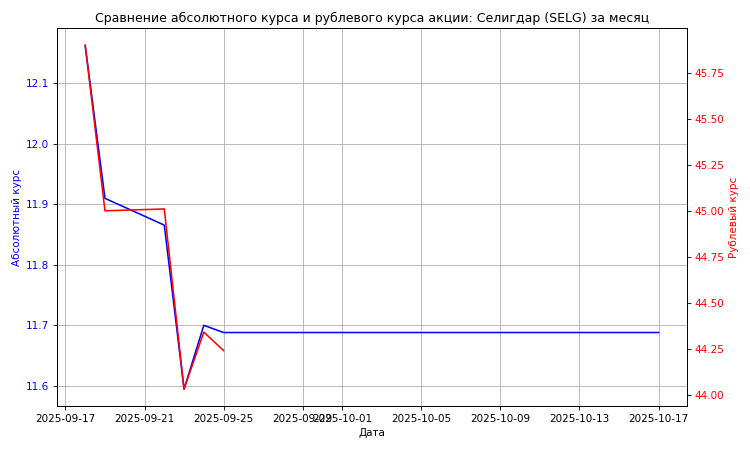 Сравнение абсолютного курса и рублевого курса акции: Селигдар (SELG) за месяц
Абсолютный курс
12.1
12.0
11.9
11.8
11.7
11.6
45.75
45.50
45.25
45.00
44.75
44.50
44.25
44.00
Рублевый курс
2025-09-17 2025-09-21 2025-09-25 2025-09-29 2025-10-01 2025-10-05 2025-10-09 2025-10-13 2025-10-17
Дата